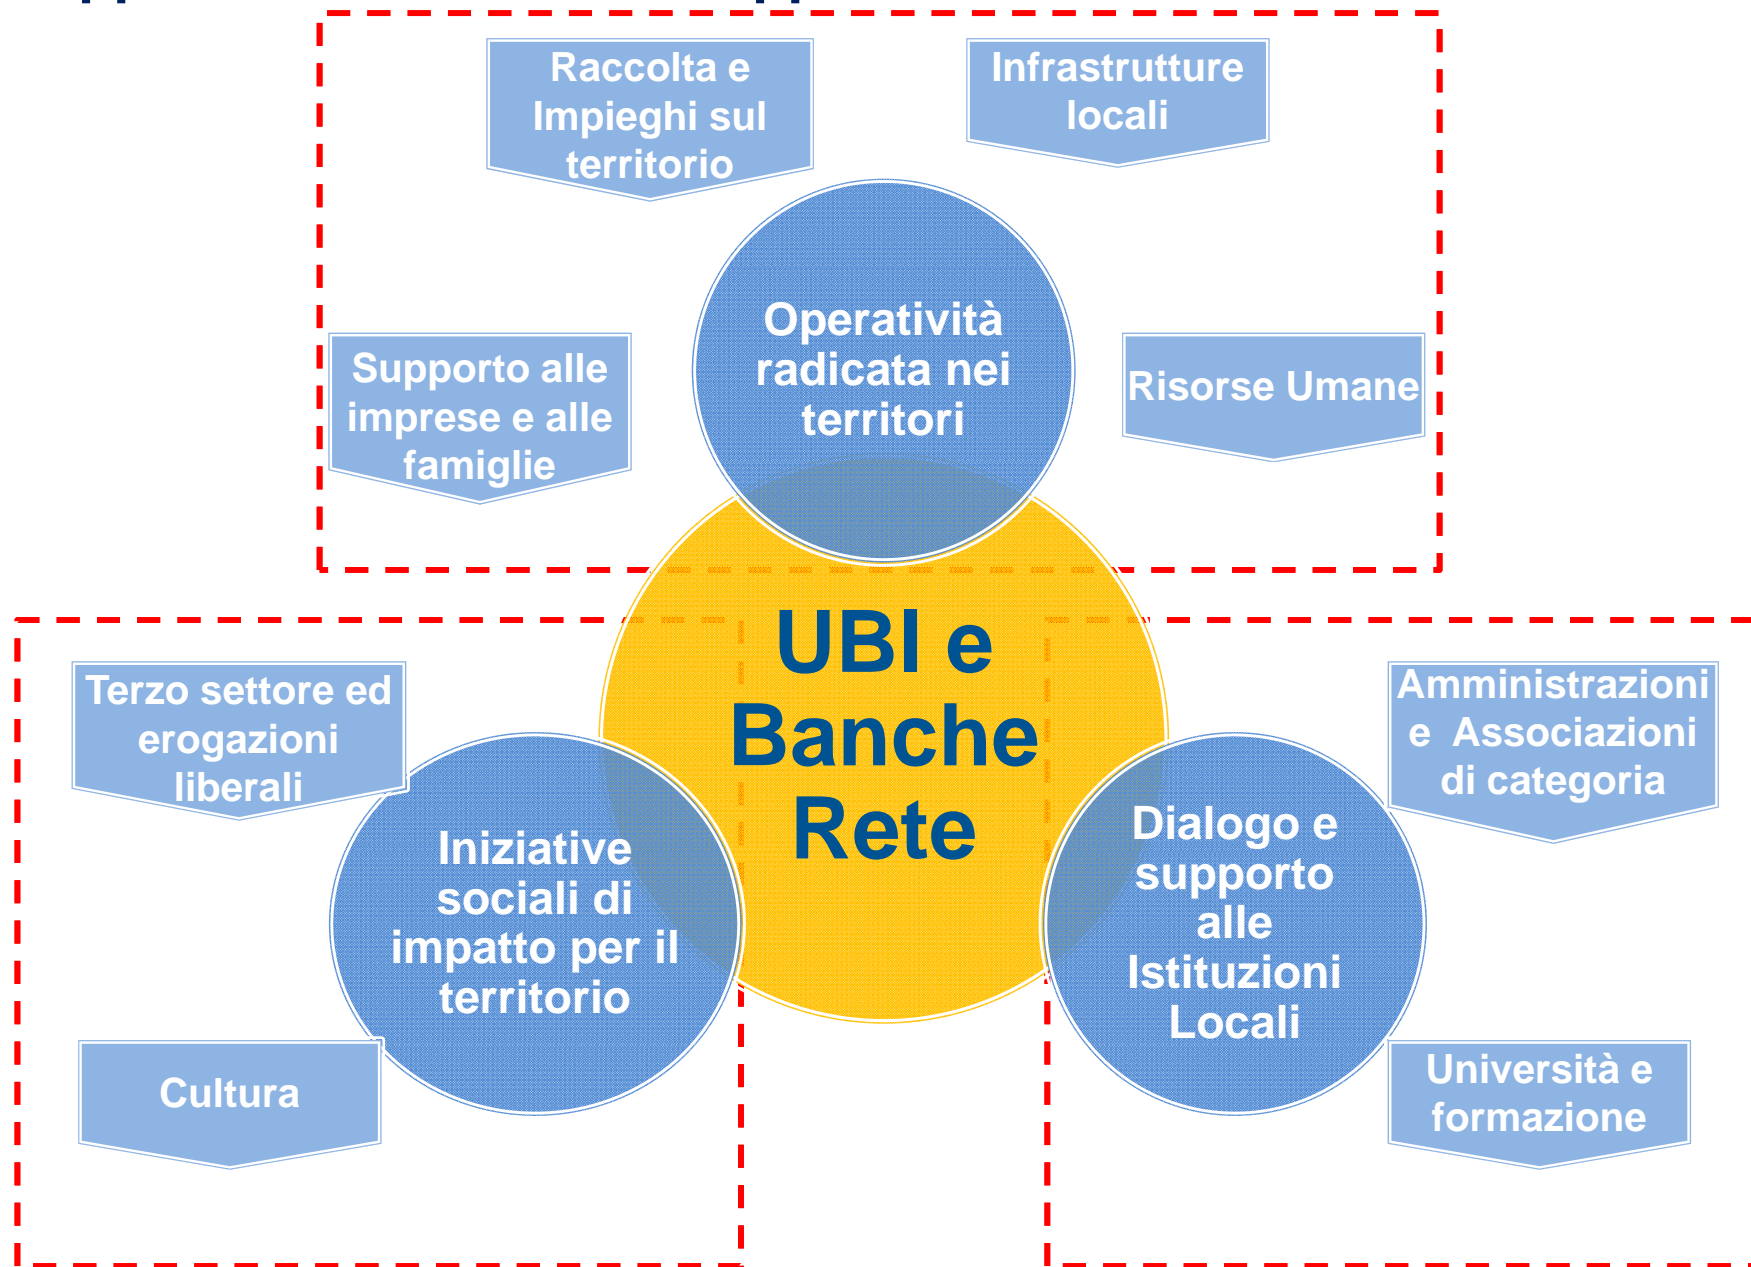 Raccolta e
Impieghi sul
territorio
Infrastrutture
locali
Operatività
radicata nei
territori
Supporto alle
imprese e alle
famiglie
Risorse Umane
UBI e
Banche
Rete
Terzo settore ed
erogazioni
liberali
Amministrazioni
e Associazioni
di categoria
Iniziative
sociali di
impatto per il
territorio
Dialogo e
supporto
alle
Istituzioni
Locali
Cultura
Università e
formazione